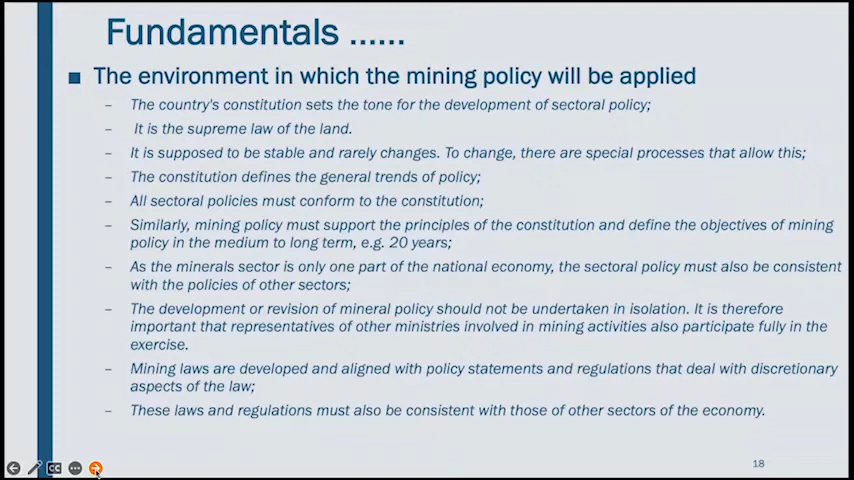 Fundamentals ......
■ The environment in which the mining policy will be applied
– The country's constitution sets the tone for the development of sectoral policy;
– It is the supreme law of the land.
– It is supposed to be stable and rarely changes. To change, there are special processes that allow this;
– The constitution defines the general trends of policy;
– All sectoral policies must conform to the constitution;
– Similarly, mining policy must support the principles of the constitution and define the objectives of mining
policy in the medium to long term, e.g. 20 years;
– As the minerals sector is only one part of the national economy, the sectoral policy must also be consistent
with the policies of other sectors;
– The development or revision of mineral policy should not be undertaken in isolation. It is therefore
important that representatives of other ministries involved in mining activities also participate fully in the
exercise.
– Mining laws are developed and aligned with policy statements and regulations that deal with discretionary
aspects of the law;
– These laws and regulations must also be consistent with those of other sectors of the economy.
CC
18